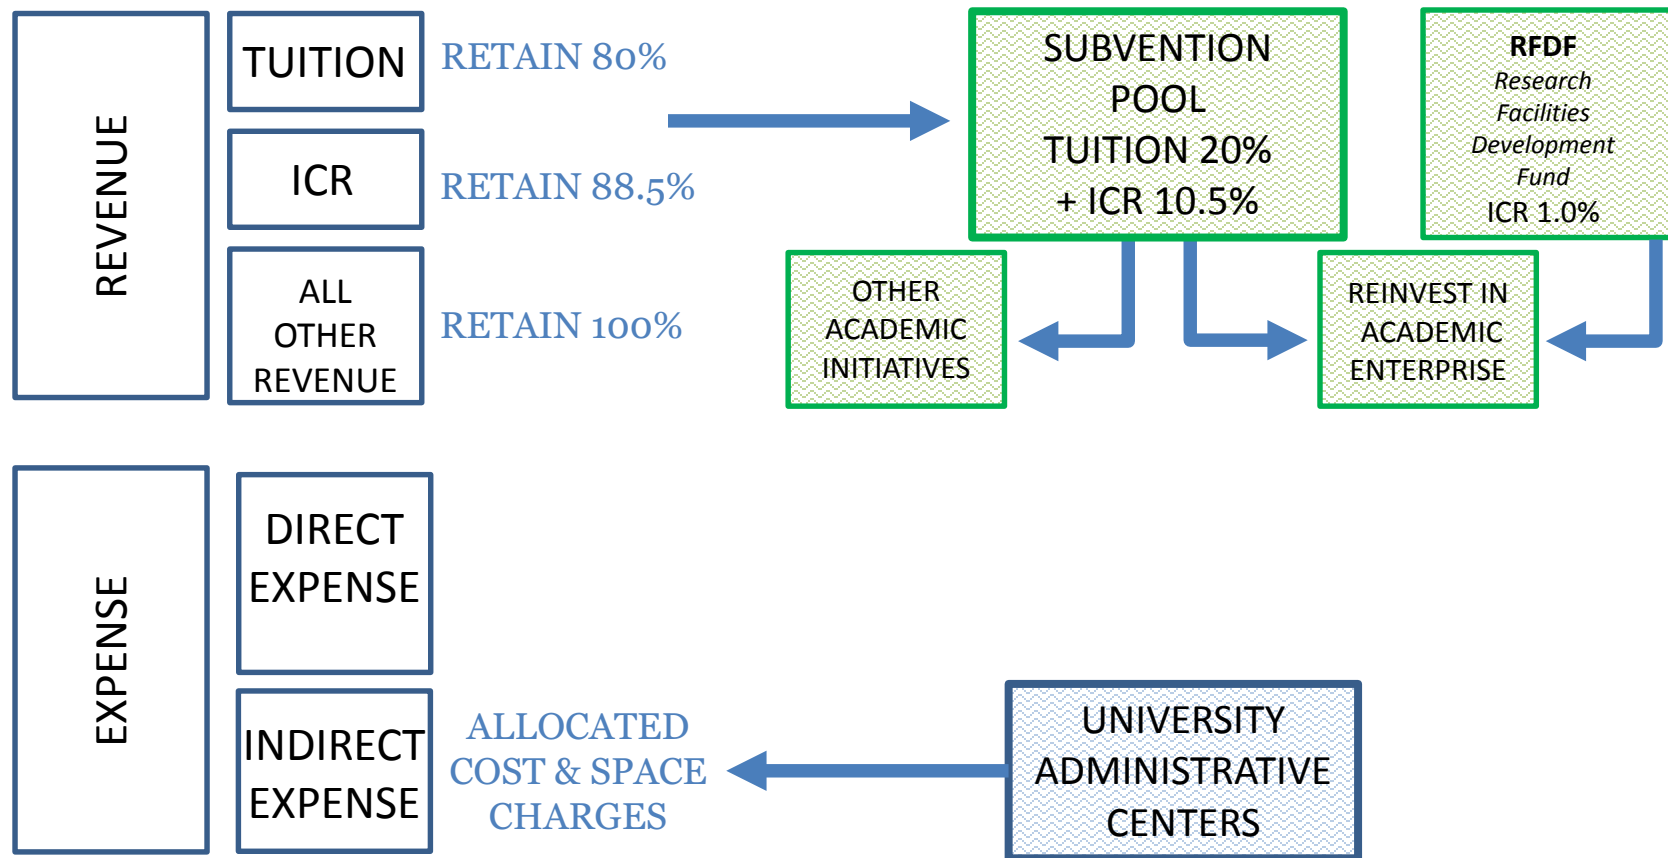 REVENUE
TUITION
RETAIN 80%
ICR
RETAIN 88.5%
ALL
OTHER
REVENUE
RETAIN 100%
SUBVENTION
POOL
TUITION 20%
+ ICR 10.5%
RFDF
Research
Facilities
Development
Fund
ICR 1.0%
OTHER
ACADEMIC
INITIATIVES
REINVEST IN
ACADEMIC
ENTERPRISE
EXPENSE
DIRECT
EXPENSE
INDIRECT
EXPENSE
ALLOCATED
COST & SPACE
CHARGES
UNIVERSITY
ADMINISTRATIVE
CENTERS